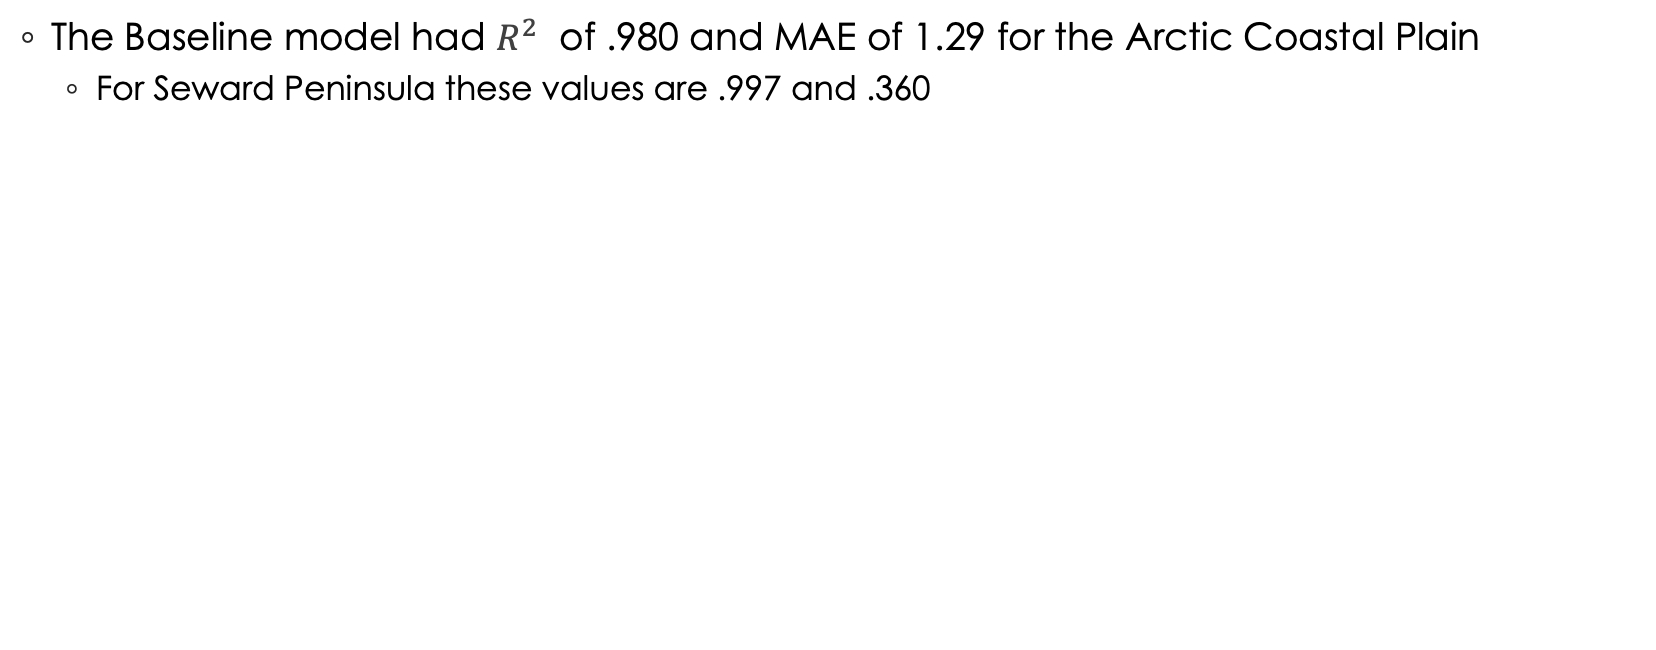 ◦ The Baseline model had R² of .980 and MAE of 1.29 for the Arctic Coastal Plain
◦ For Seward Peninsula these values are .997 and .360